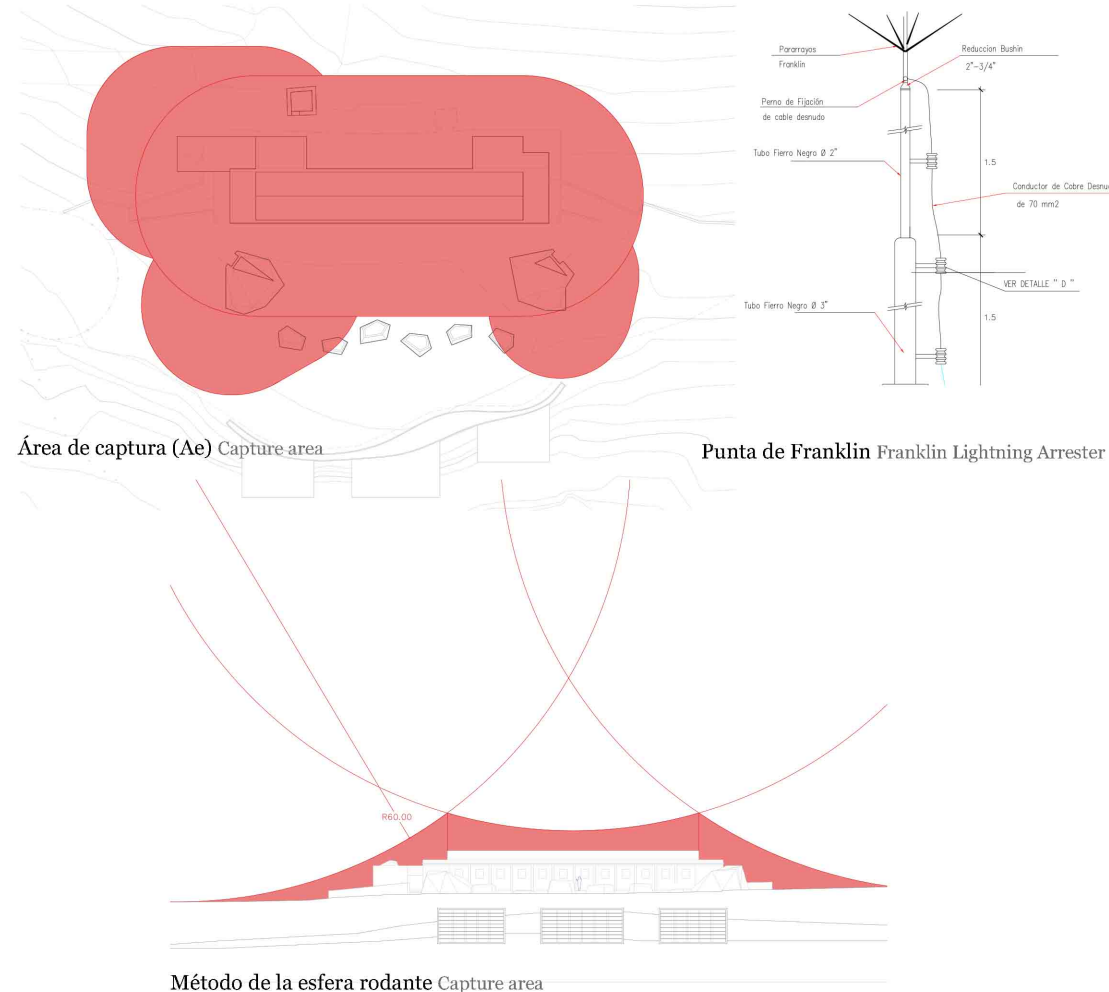 Pararrayos
Franklin
Reduccion Bushin
2"-3/4"
Perno de Fijación
de cable desnudo
Tubo Fierro Negro Ø 2"
1.5
Conductor de Cobre Desnu
de 70 mm2
VER DETALLE " D "
Tubo Fierro Negro Ø 3"
1.5
Área de captura (Ae) Capture area
Punta de Franklin Franklin Lightning Arrester
R60.00
Método de la esfera rodante Capture area